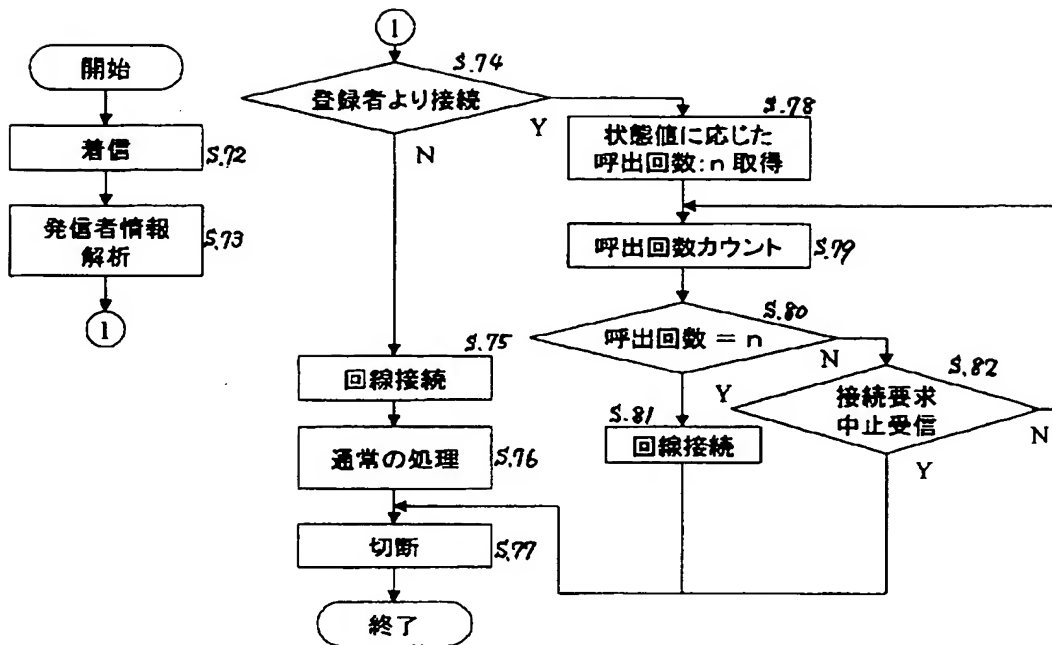 開始
着信
S.72
発信者情報
解析
S.73
1
1
S.74
登録者より接続
Y
N
S.75
回線接続
通常の処理
S.76
切断
S.77
終了
S.78
状態値に応じた
呼出回数:n 取得
呼出回数カウント
S.79
S.80
呼出回数 = n
N
Y
S.81
回線接続
S.82
接続要求
中止受信
N
Y